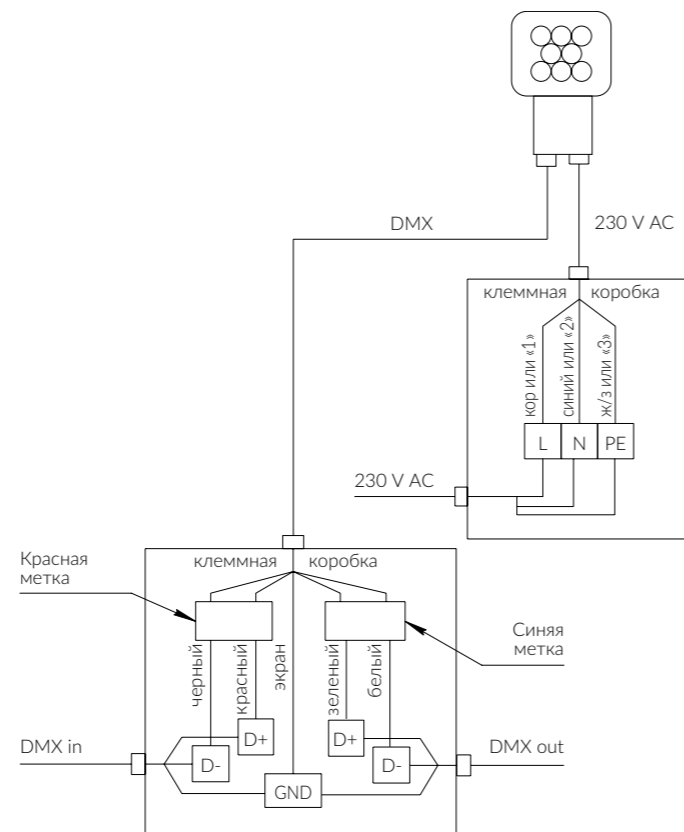 DMX
230 V AC
клеммная коробка
кор или «1»
синий или «2»
ж/з или «3»
L N PE
230 V AC
клеммная коробка
Красная
метка
Синяя
метка
черный
красный
экран
зеленый
белый
D+ D+
DMX in
D- D-
DMX out
GND